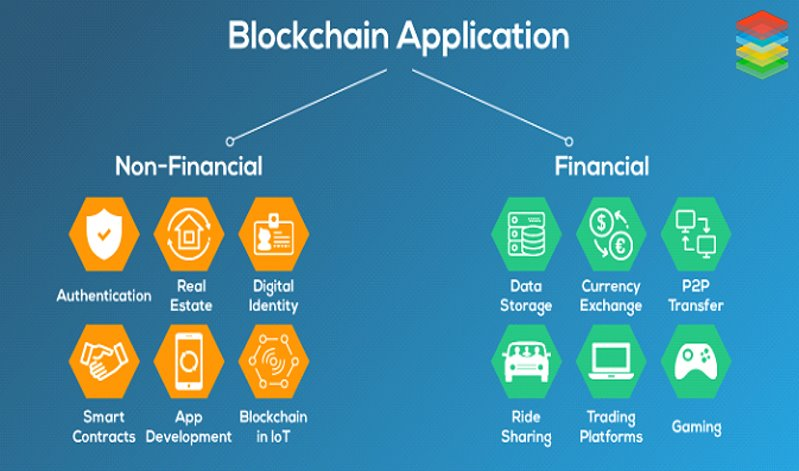 Blockchain Application
Non-Financial
Financial
Authentication
Real
Estate
Digital
Identity
Data
Storage
Currency
Exchange
P2P
Transfer
Smart
Contracts
App
Development
Blockchain
in IoT
Ride
Sharing
Trading
Platforms
Gaming